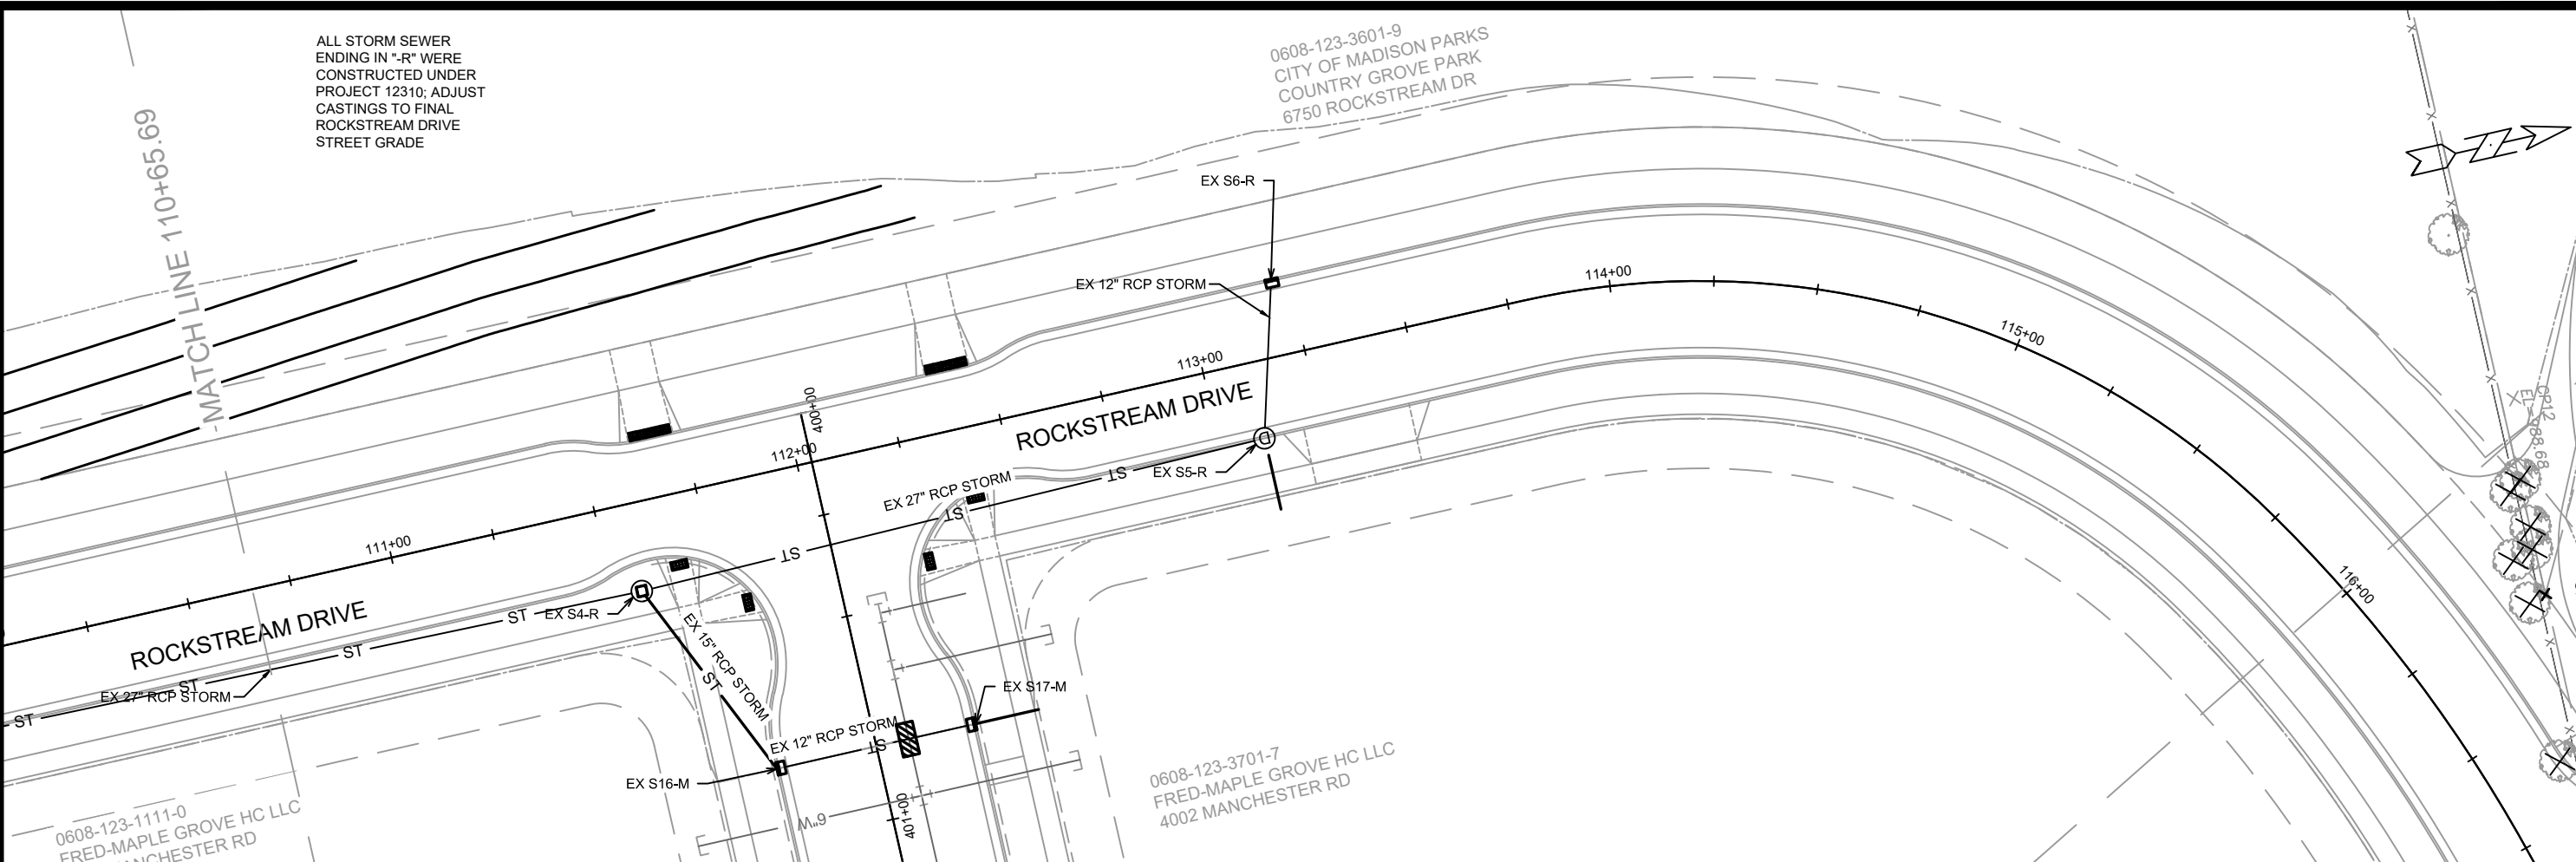 ALL STORM SEWER
ENDING IN "-R" WERE
CONSTRUCTED UNDER
PROJECT 12310; ADJUST
CASTINGS TO FINAL
ROCKSTREAM DRIVE
STREET GRADE
MATCH LINE 110+65.69
0608-123-3601-9
CITY OF MADISON PARKS
COUNTRY GROVE PARK
6750 ROCKSTREAM DR
EX S6-R
EX 12" RCP STORM
114+00
115+00
113+00
ROCKSTREAM DRIVE
400+00
112+00
EX 27" RCP STORM
ST
EX S5-R
ST
ST
111+00
116+00
CP12
ROCKSTREAM DRIVE
ST
EX S4-R
ST
ST
EX 27" RCP STORM
ST
EX 15" RCP STORM
ST
EX S17-M
EX 12" RCP STORM
ST
EX S16-M
401+00
6"W
0608-123-3701-7
FRED-MAPLE GROVE HC LLC
4002 MANCHESTER RD
0608-123-1111-0
FRED-MAPLE GROVE HC LLC
MANCHESTER RD